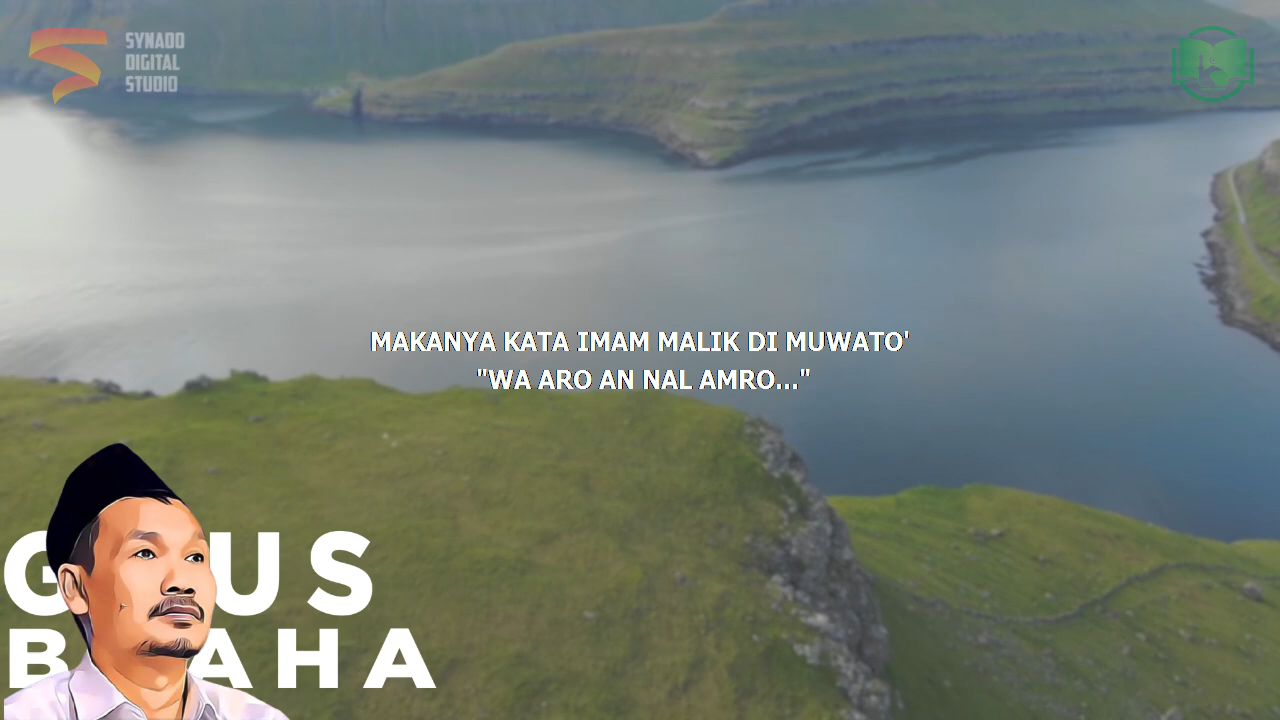 SYNADO
DIGITAL
STUDIO
MAKANYA KATA IMAM MALIK DI MUWATO'
"WA ARO AN NAL AMRO..."
GUS
BAHA